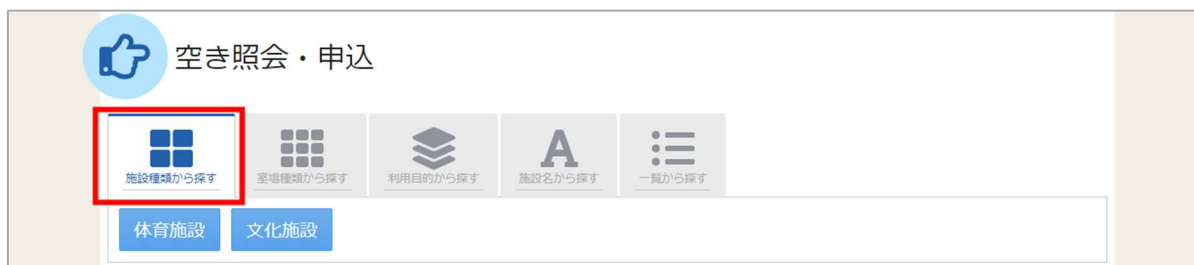 空き照会・申込
施設種類から探す 室場種類から探す 利用目的から探す 施設名から探す 一覧から探す
体育施設 文化施設